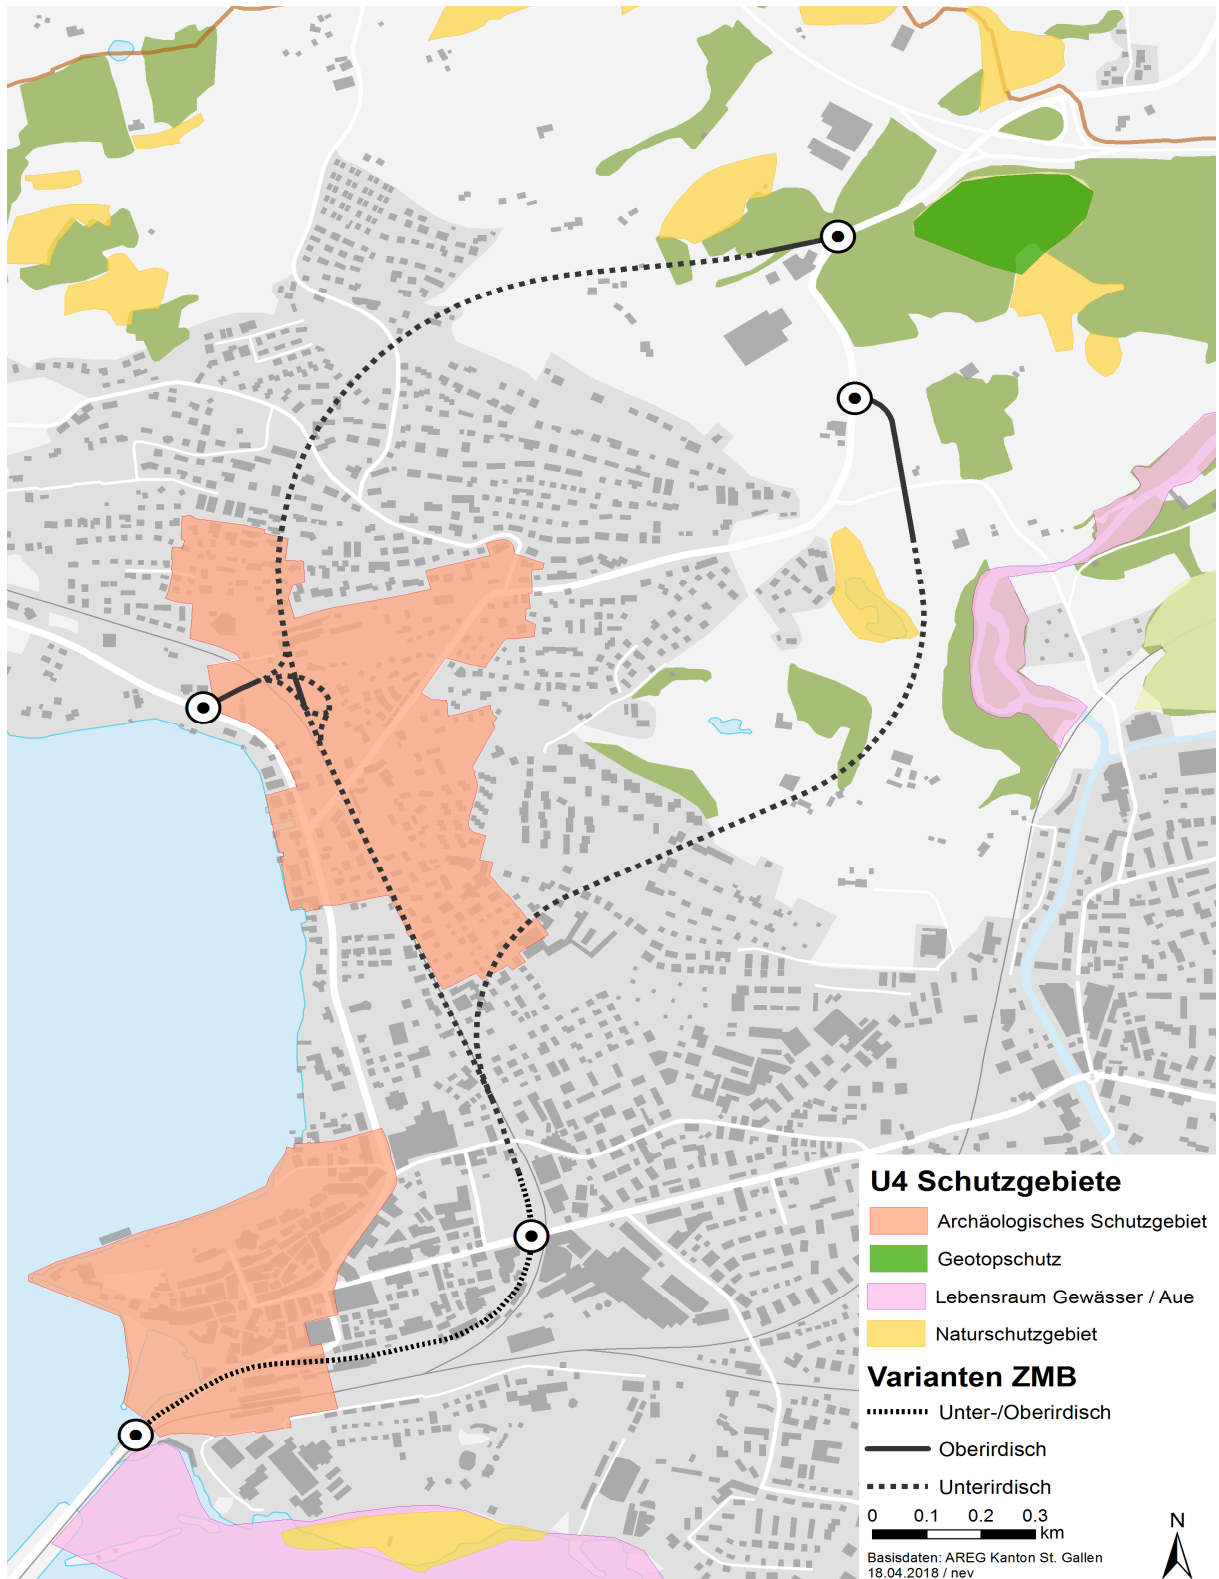 U4 Schutzgebiete
Archäologisches Schutzgebiet
Geotopschutz
Lebensraum Gewässer / Aue
Naturschutzgebiet
Varianten ZMB
Unter-/Oberirdisch
Oberirdisch
Unterirdisch
0 0.1 0.2 0.3
km
N
Basisdaten: AREG Kanton St. Gallen
18.04.2018 / nev